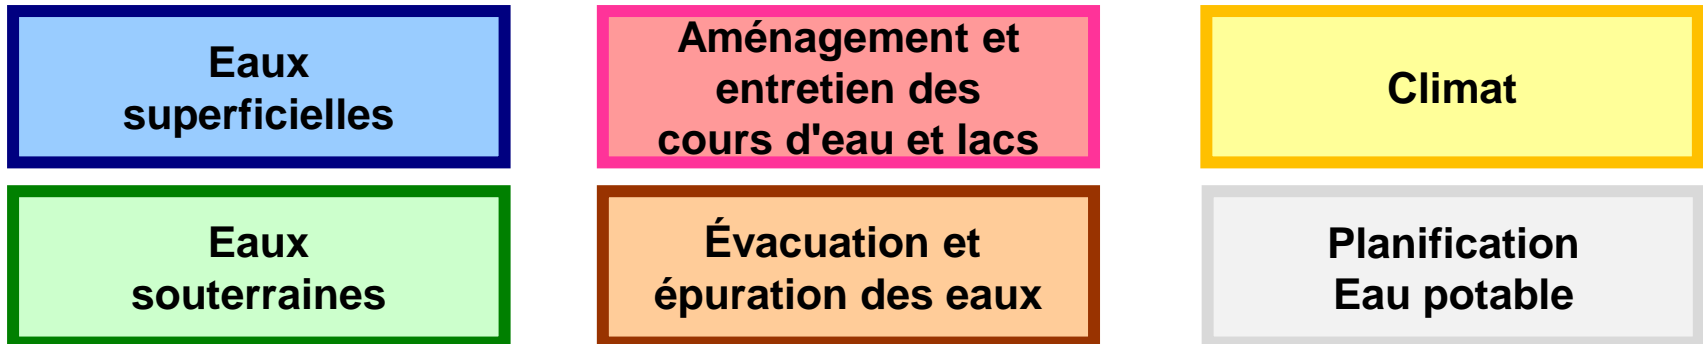 Eaux
superficielles
Aménagement et
entretien des
cours d'eau et lacs
Climat
Eaux
souterraines
Évacuation et
épuration des eaux
Planification
Eau potable